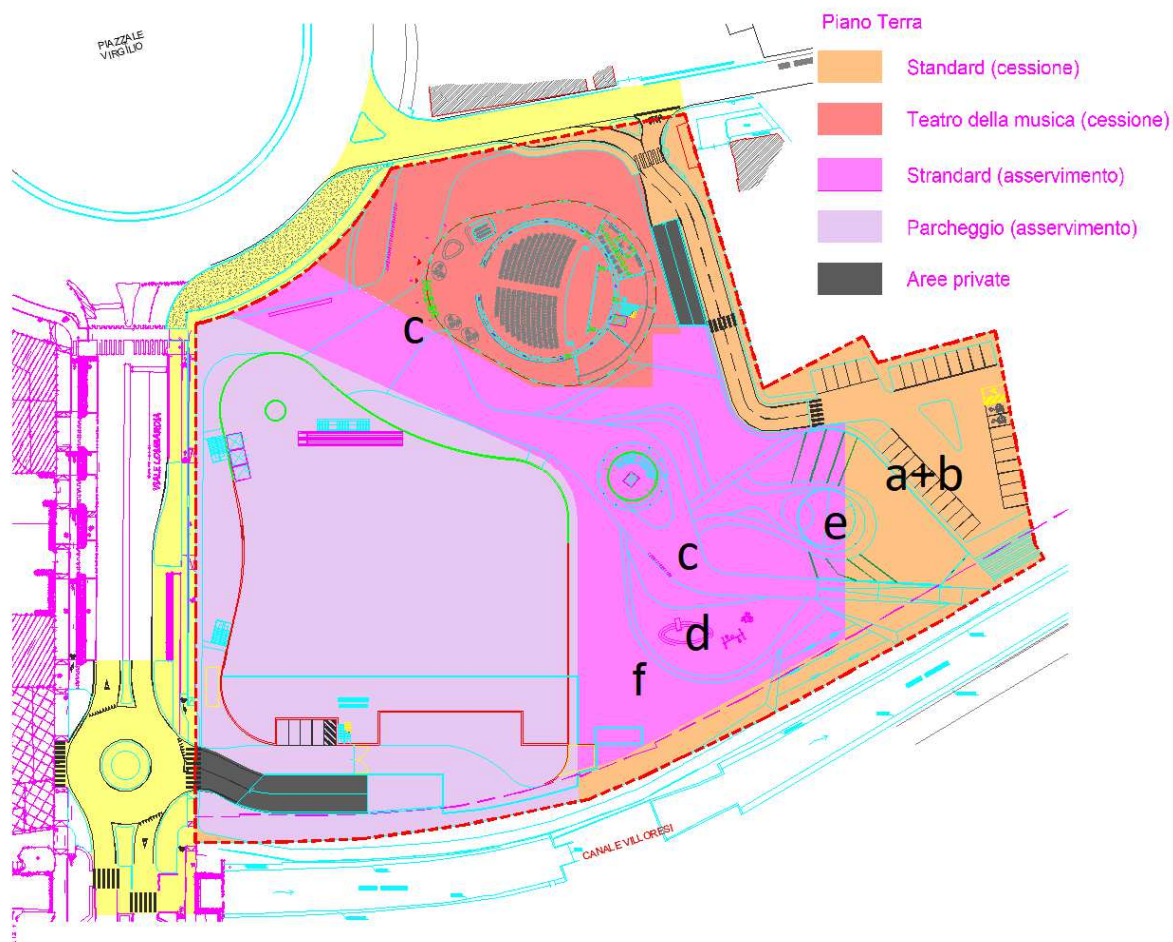 PIAZZALE
VIRGILIO
Piano Terra
Standard (cessione)
Teatro della musica (cessione)
Strandard (asservimento)
Parcheggio (asservimento)
Aree private
c
VIALE LOMBARDIA
a+b
e
c
d
f
CANALE VILLORESI